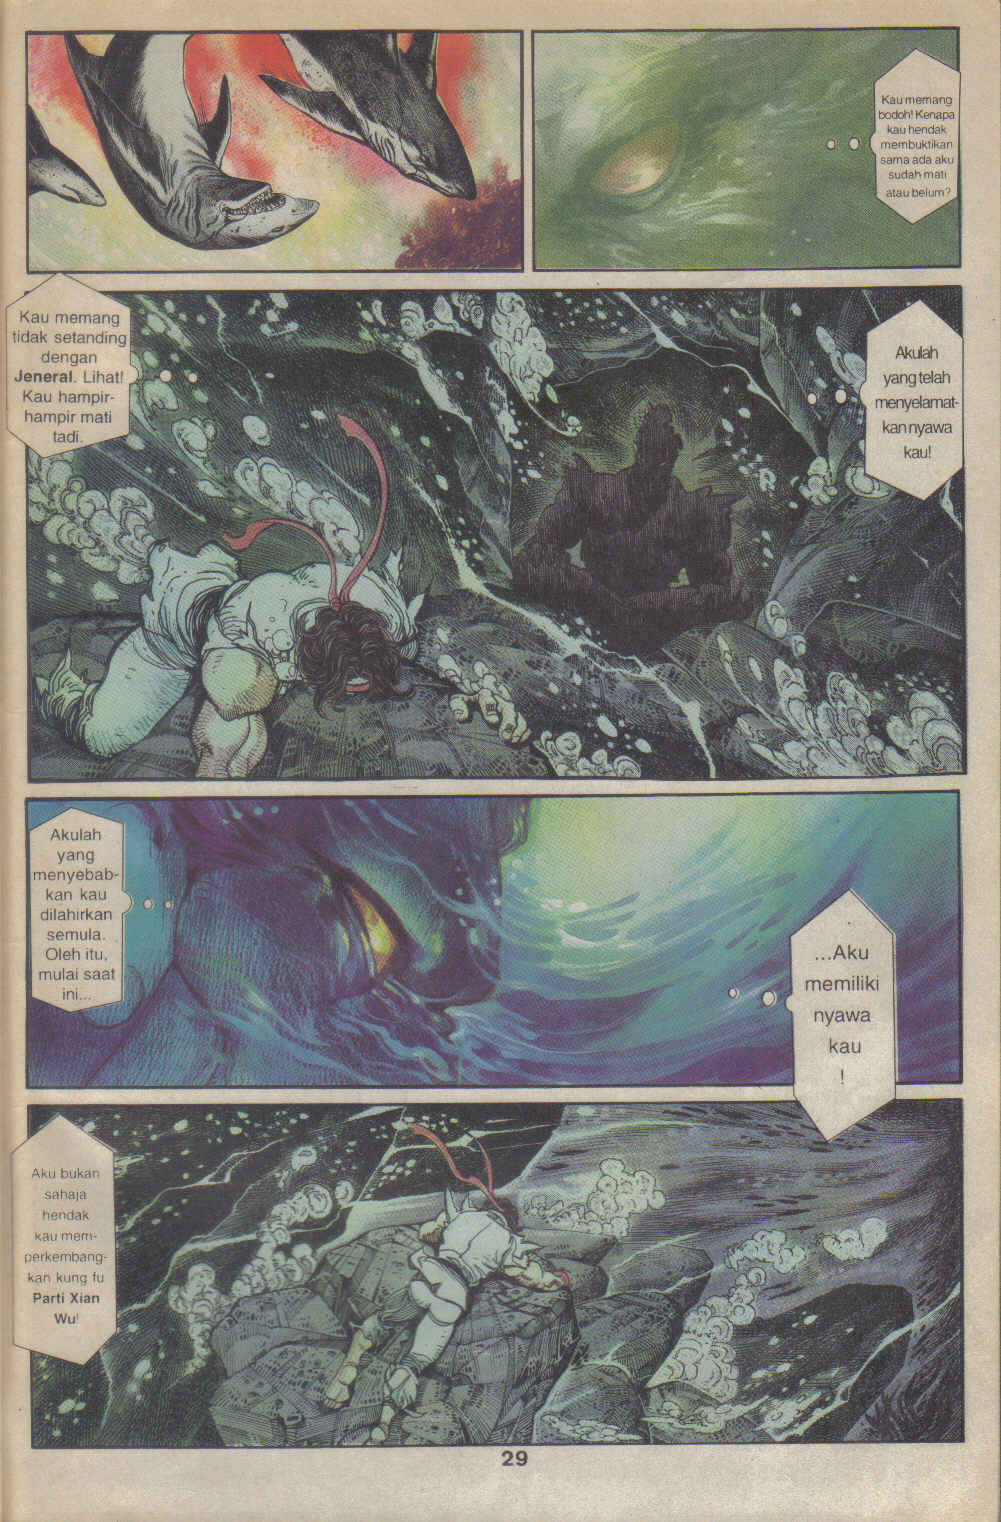 Kau memang
bodoh! Kenapa
kau hendak
membuktikan
sama ada aku
sudah mati
atau belum?
Kau memang
tidak setanding
dengan
Jeneral. Lihat!
Kau hampir-
hampir mati
tadi.
Akulah
yang telah
menyelamat-
kan nyawa
kau!
Akulah
yang
menyebab-
kan kau
dilahirkan
semula.
Oleh itu,
mulai saat
ini...
...Aku
memiliki
nyawa
kau
!
Aku bukan
sahaja
hendak
kau mem-
perkembang-
kan kung fu
Parti Xian
Wu!
29